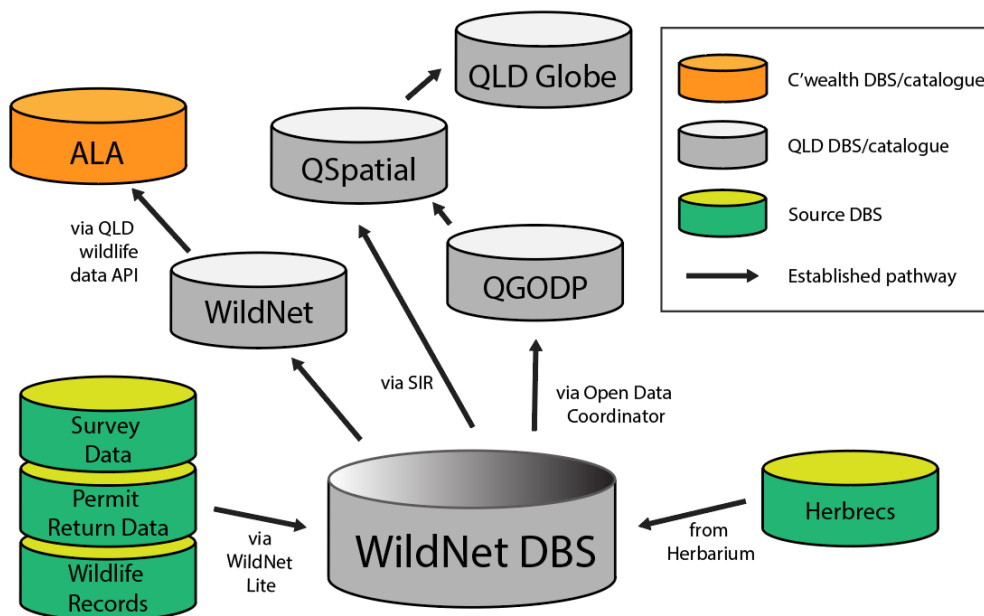 QLD Globe
C'wealth DBS/catalogue
ALA
QSpatial
QLD DBS/catalogue
via QLD
wildlife
data API
Source DBS
WildNet
QGODP
Established pathway
via SIR
via Open Data
Coordinator
Survey
Data
Permit
Return Data
Wildlife
Records
via
WildNet
Lite
WildNet DBS
from
Herbarium
Herbrecs